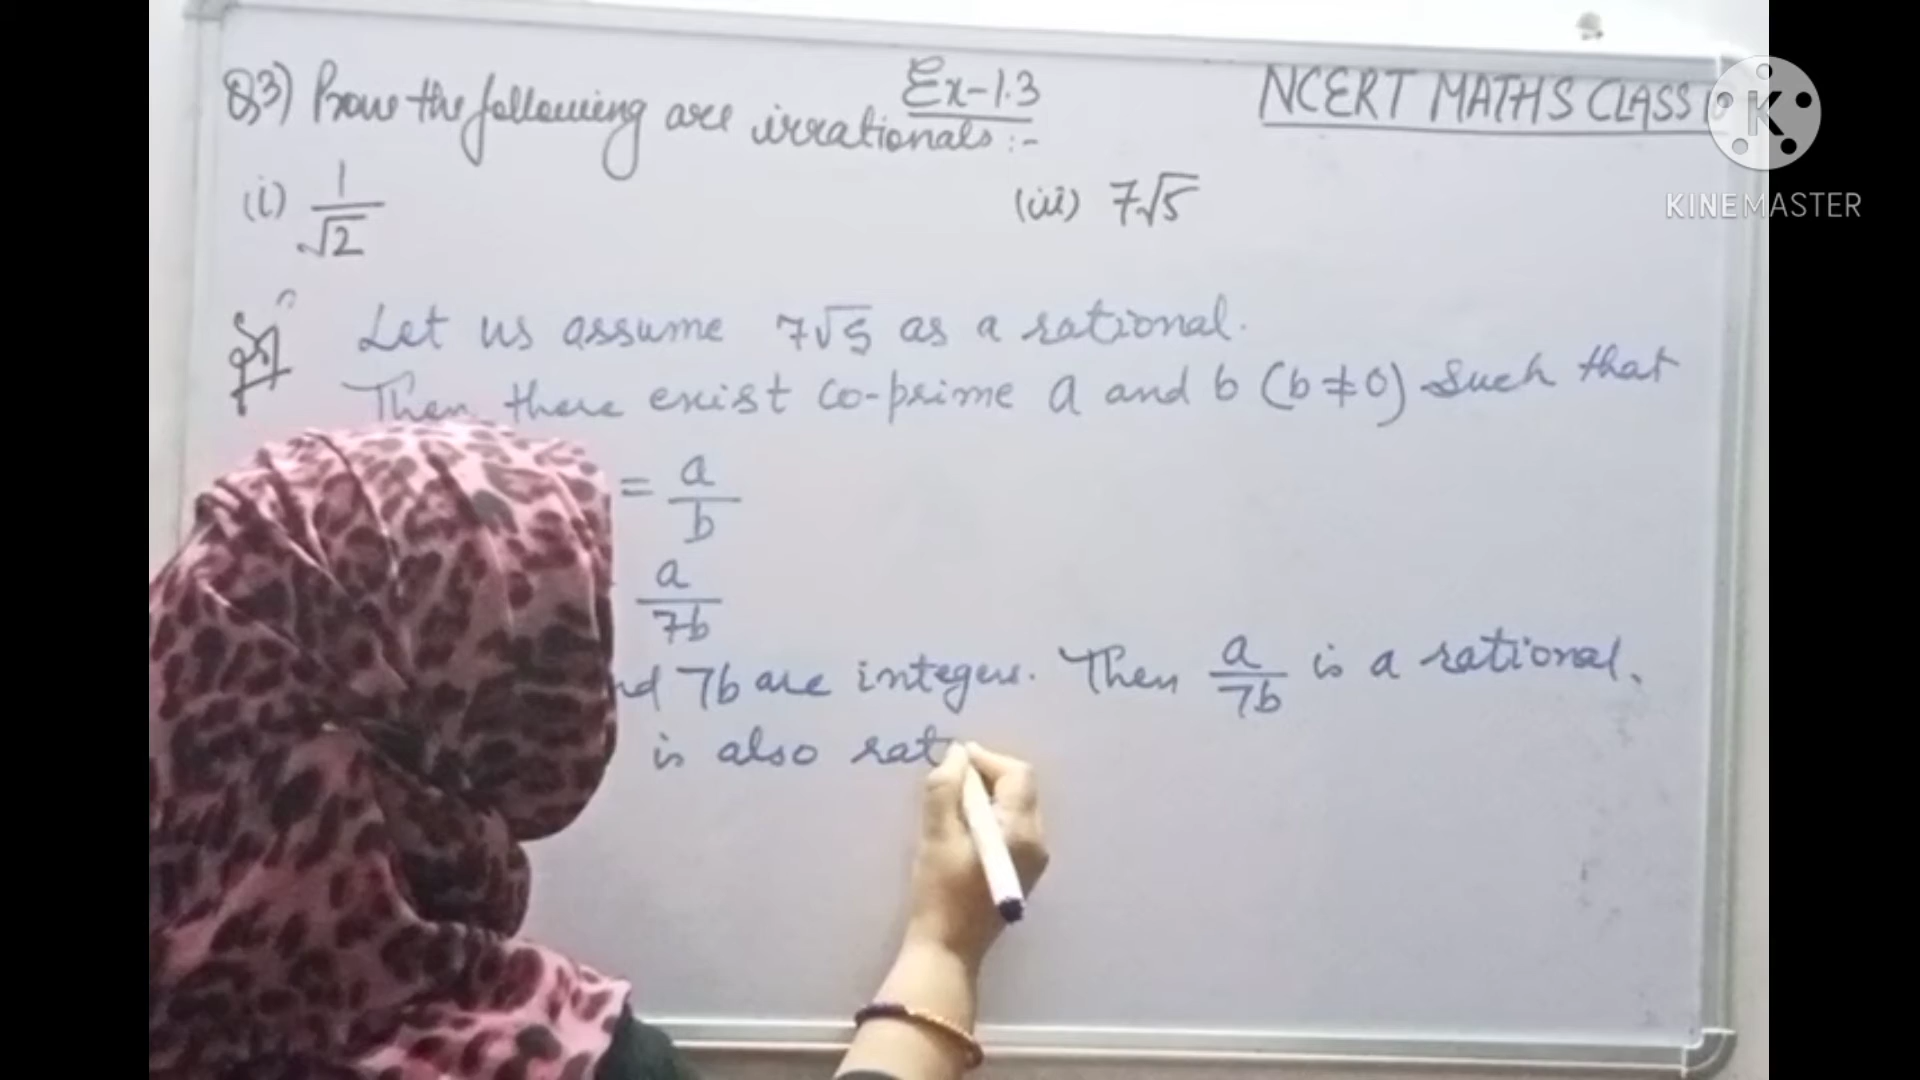 Ex-1.3
NCERT MATHS CLASS
Q3) Prove the following are irrationals :-
(i) 1/√2
(iii) 7√5
Let us assume 7√5 as a rational.
Then there exist co-prime a and b (b≠0) such that
= a/b
a/7b
7b are integers. Then a/7b is a rational.
is also rat
KINEMASTER